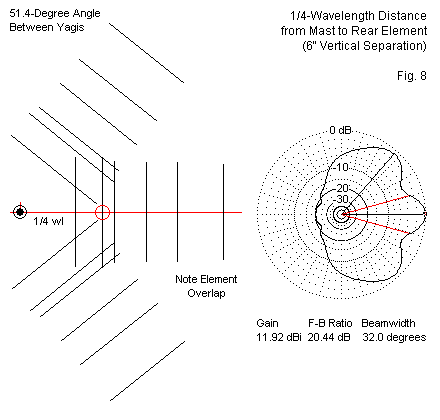 51.4-Degree Angle
Between Yagis
1/4-Wavelength Distance
from Mast to Rear Element
(6" Vertical Separation)
Fig. 8
0 dB
-10
-20
-30
1/4 wl
Note Element
Overlap
Gain F-B Ratio Beamwidth
11.92 dBi 20.44 dB 32.0 degrees